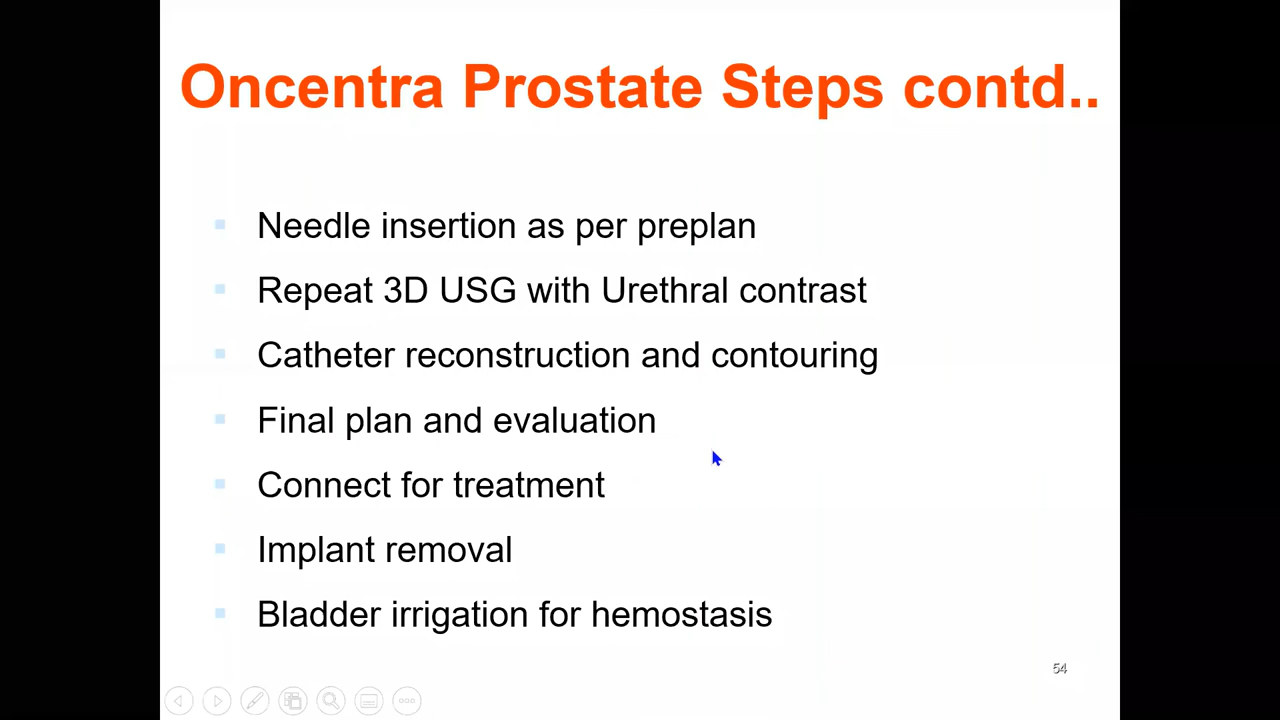 Oncentra Prostate Steps contd..
Needle insertion as per preplan
Repeat 3D USG with Urethral contrast
Catheter reconstruction and contouring
Final plan and evaluation
Connect for treatment
Implant removal
Bladder irrigation for hemostasis
54